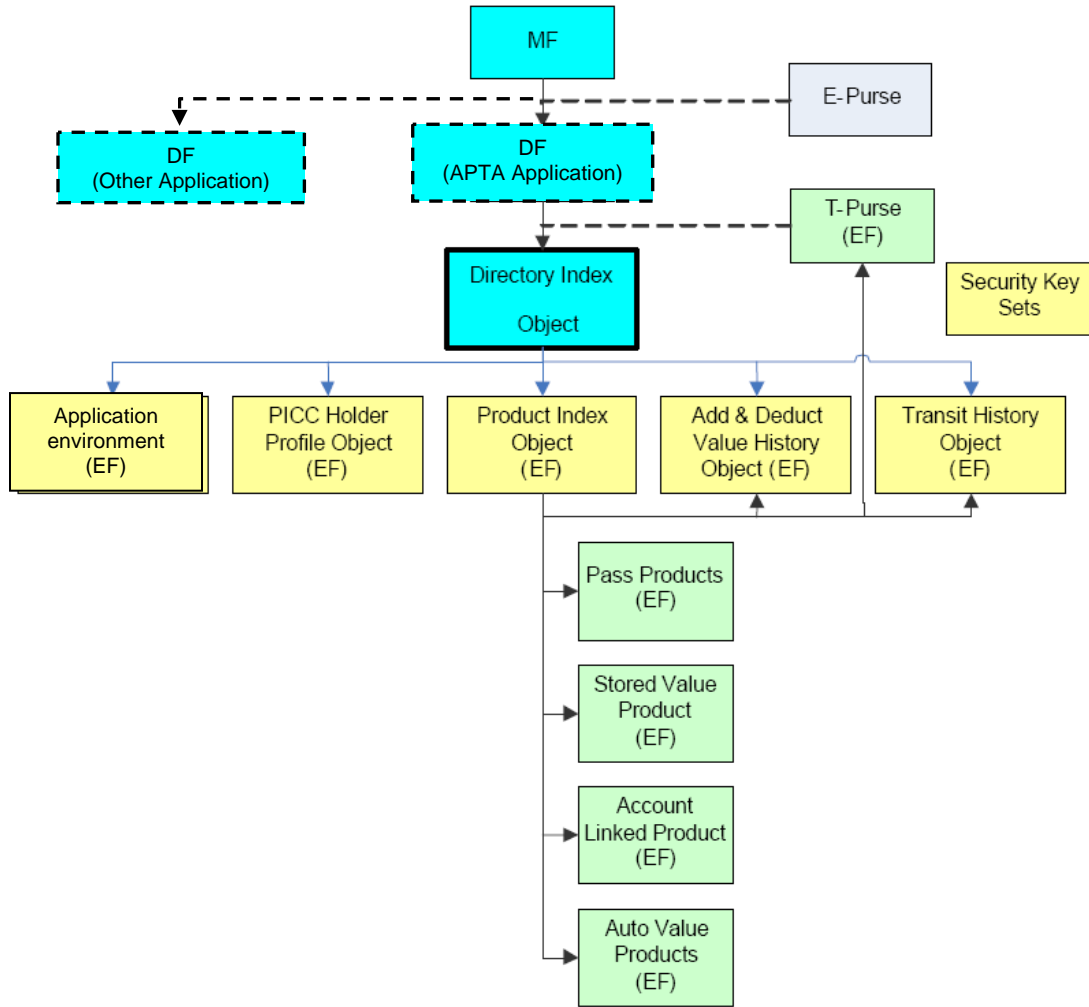 MF
E-Purse
DF
(Other Application)
DF
(APTA Application)
T-Purse
(EF)
Directory Index
Object
Security Key
Sets
Application
environment
(EF)
PICC Holder
Profile Object
(EF)
Product Index
Object
(EF)
Add & Deduct
Value History
Object (EF)
Transit History
Object
(EF)
Pass Products
(EF)
Stored Value
Product
(EF)
Account
Linked Product
(EF)
Auto Value
Products
(EF)